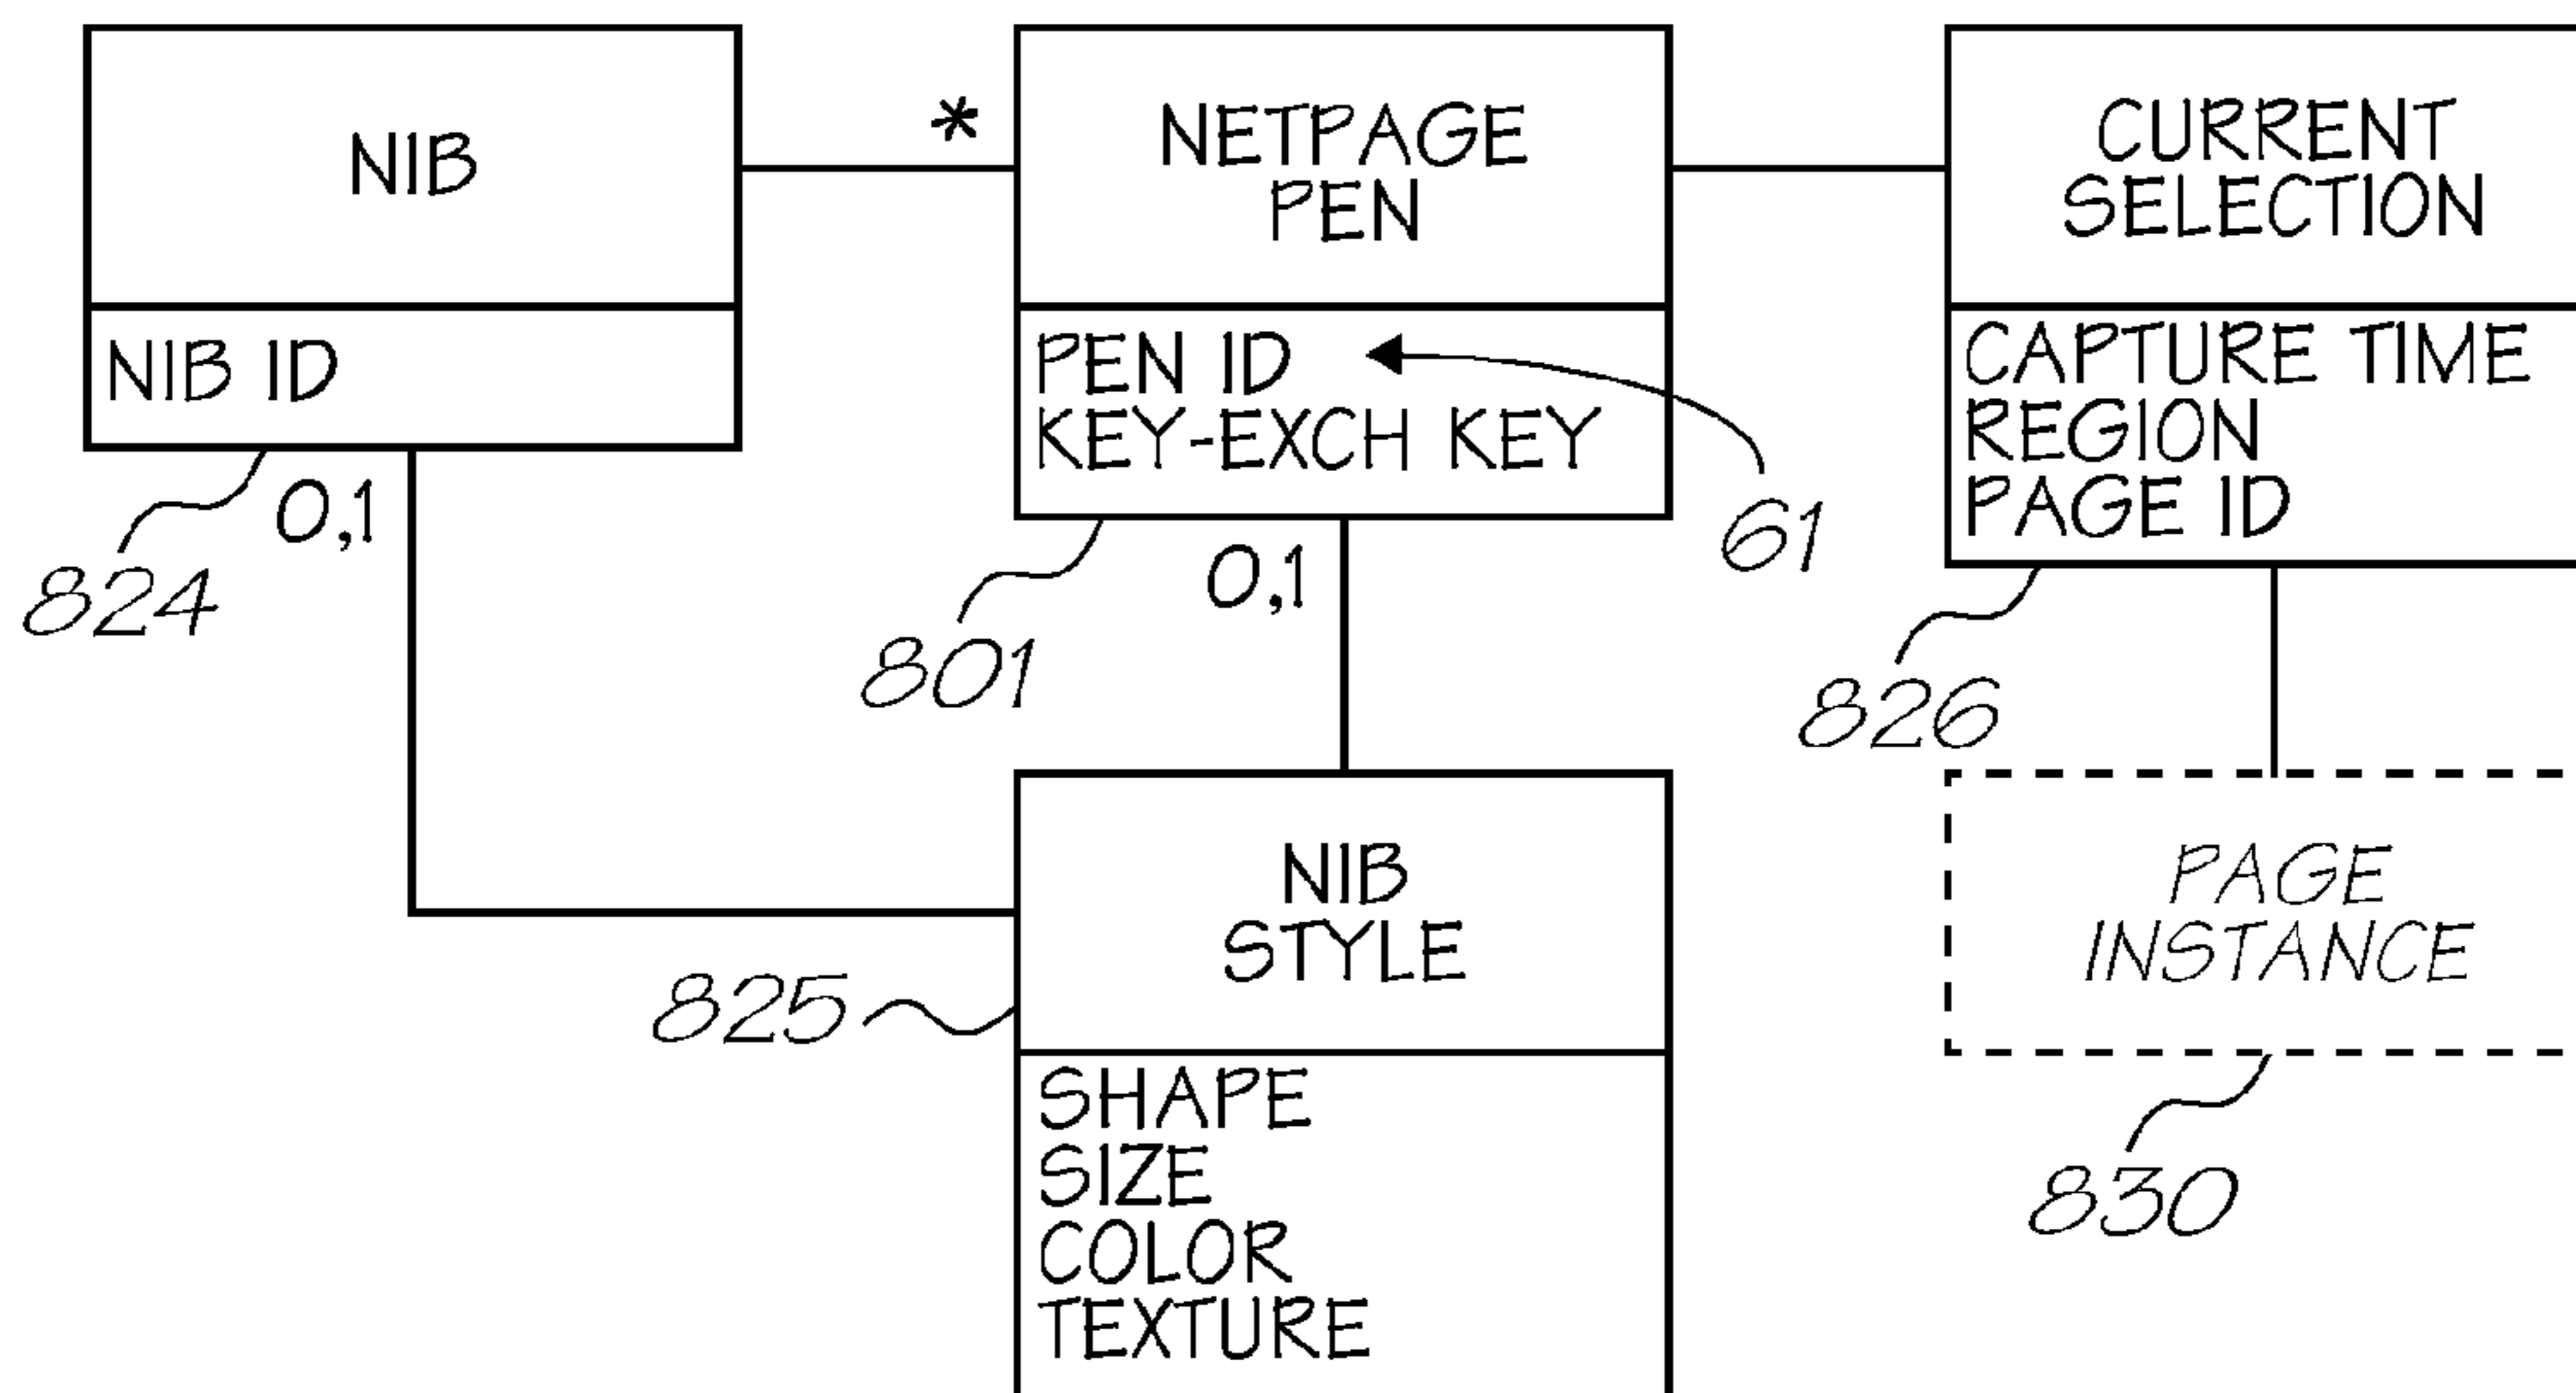 NIB
NIB ID
824
0,1
*
NETPAGE
PEN
PEN ID
KEY-EXCH KEY
61
801
0,1
CURRENT
SELECTION
CAPTURE TIME
REGION
PAGE ID
826
NIB
STYLE
825
SHAPE
SIZE
COLOR
TEXTURE
PAGE
INSTANCE
830